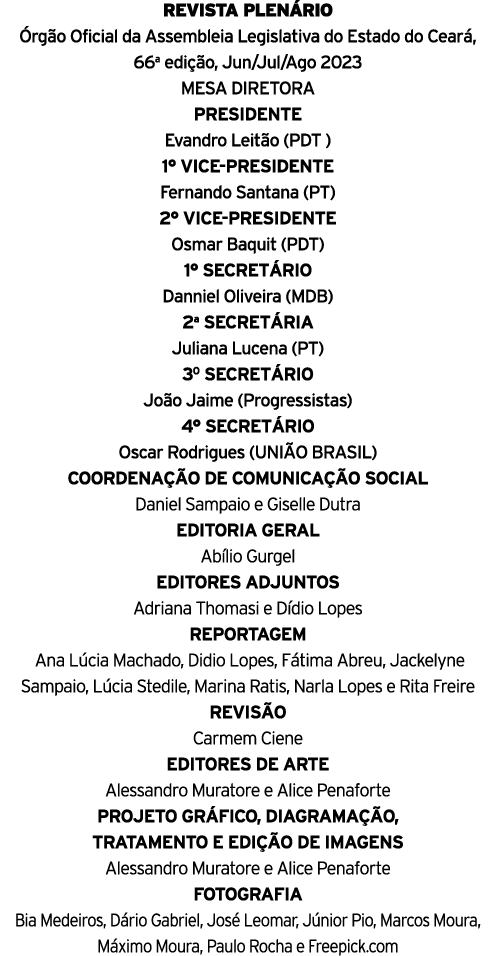 REVISTA PLENÁRIO
Órgão Oficial da Assembleia Legislativa do Estado do Ceará,
66ª edição, Jun/Jul/Ago 2023
MESA DIRETORA
PRESIDENTE
Evandro Leitão (PDT )
1º VICE-PRESIDENTE
Fernando Santana (PT)
2º VICE-PRESIDENTE
Osmar Baquit (PDT)
1º SECRETÁRIO
Danniel Oliveira (MDB)
2ª SECRETÁRIA
Juliana Lucena (PT)
3º SECRETÁRIO
João Jaime (Progressistas)
4º SECRETÁRIO
Oscar Rodrigues (UNIÃO BRASIL)
COORDENAÇÃO DE COMUNICAÇÃO SOCIAL
Daniel Sampaio e Giselle Dutra
EDITORIA GERAL
Abílio Gurgel
EDITORES ADJUNTOS
Adriana Thomasi e Dídio Lopes
REPORTAGEM
Ana Lúcia Machado, Didio Lopes, Fátima Abreu, Jackelyne
Sampaio, Lúcia Stedile, Marina Ratis, Narla Lopes e Rita Freire
REVISÃO
Carmem Ciene
EDITORES DE ARTE
Alessandro Muratore e Alice Penaforte
PROJETO GRÁFICO, DIAGRAMAÇÃO,
TRATAMENTO E EDIÇÃO DE IMAGENS
Alessandro Muratore e Alice Penaforte
FOTOGRAFIA
Bia Medeiros, Dário Gabriel, José Leomar, Júnior Pio, Marcos Moura,
Máximo Moura, Paulo Rocha e Freepick.com